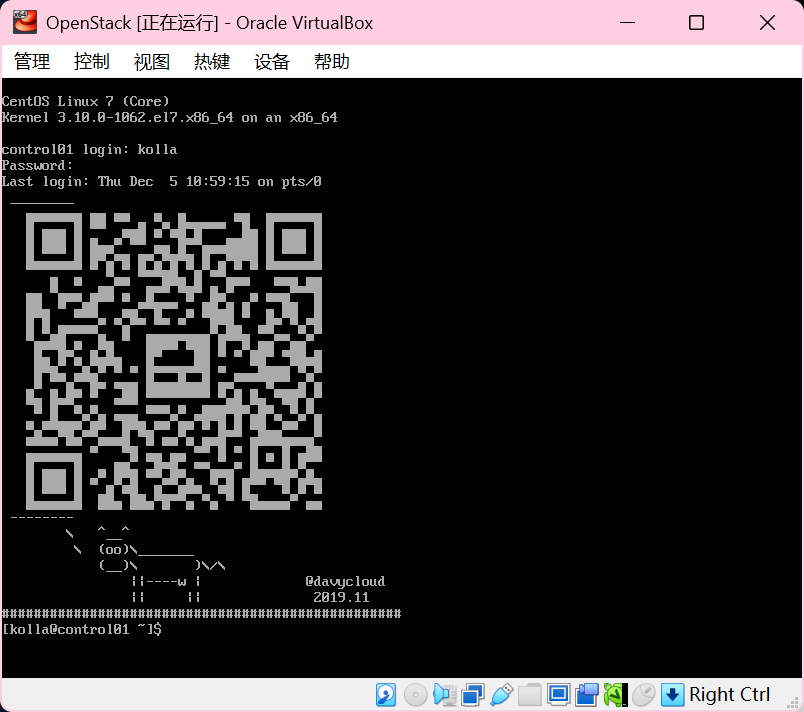 OpenStack [正在运行] - Oracle VirtualBox
管理 控制 视图 热键 设备 帮助
CentOS Linux 7 (Core)
Kernel 3.10.0-1062.el7.x86_64 on an x86_64
control01 login: kolla
Password:
Last login: Thu Dec  5 10:59:15 on pts/0
________
--------
\   ^__^
\  (oo)\_______
(__)\       )\/\
||----w |             @davycloud
||     ||              2019.11
##################################################
[kolla@control01 ~]$
Right Ctrl